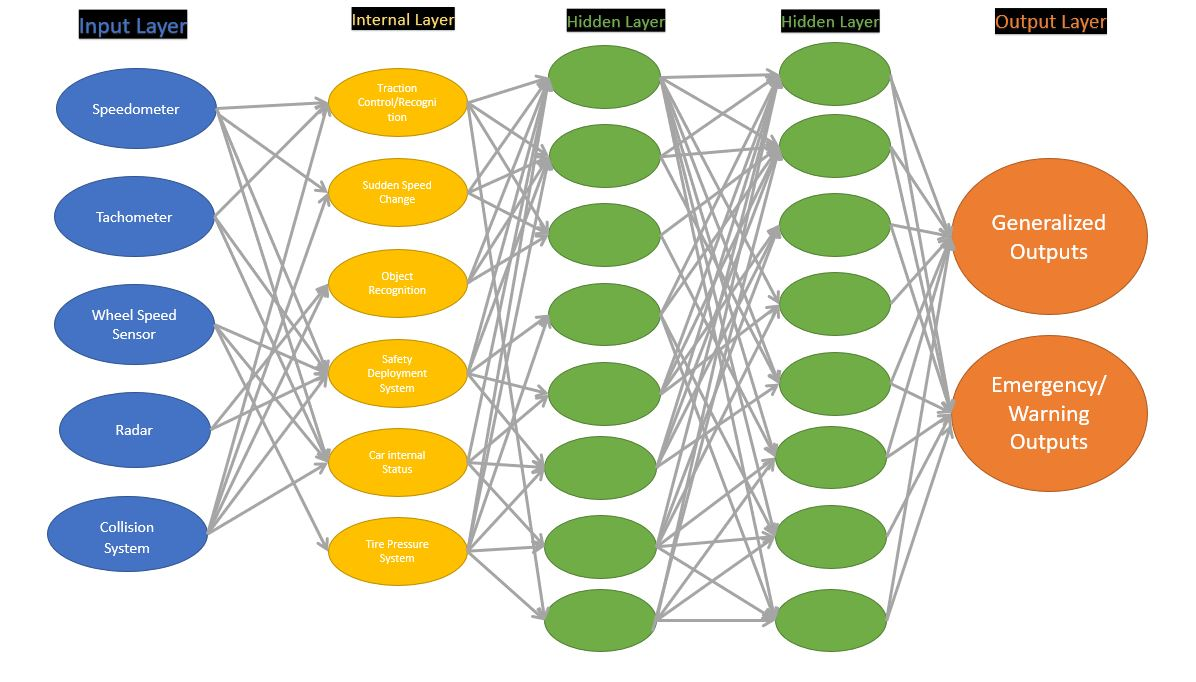 Input Layer
Internal Layer
Hidden Layer
Hidden Layer
Output Layer
Speedometer
Tachometer
Wheel Speed
Sensor
Radar
Collision
System
Traction
Control/Recogni
tion
Sudden Speed
Change
Object
Recognition
Safety
Deployment
System
Car internal
Status
Tire Pressure
System
Generalized
Outputs
Emergency/
Warning
Outputs